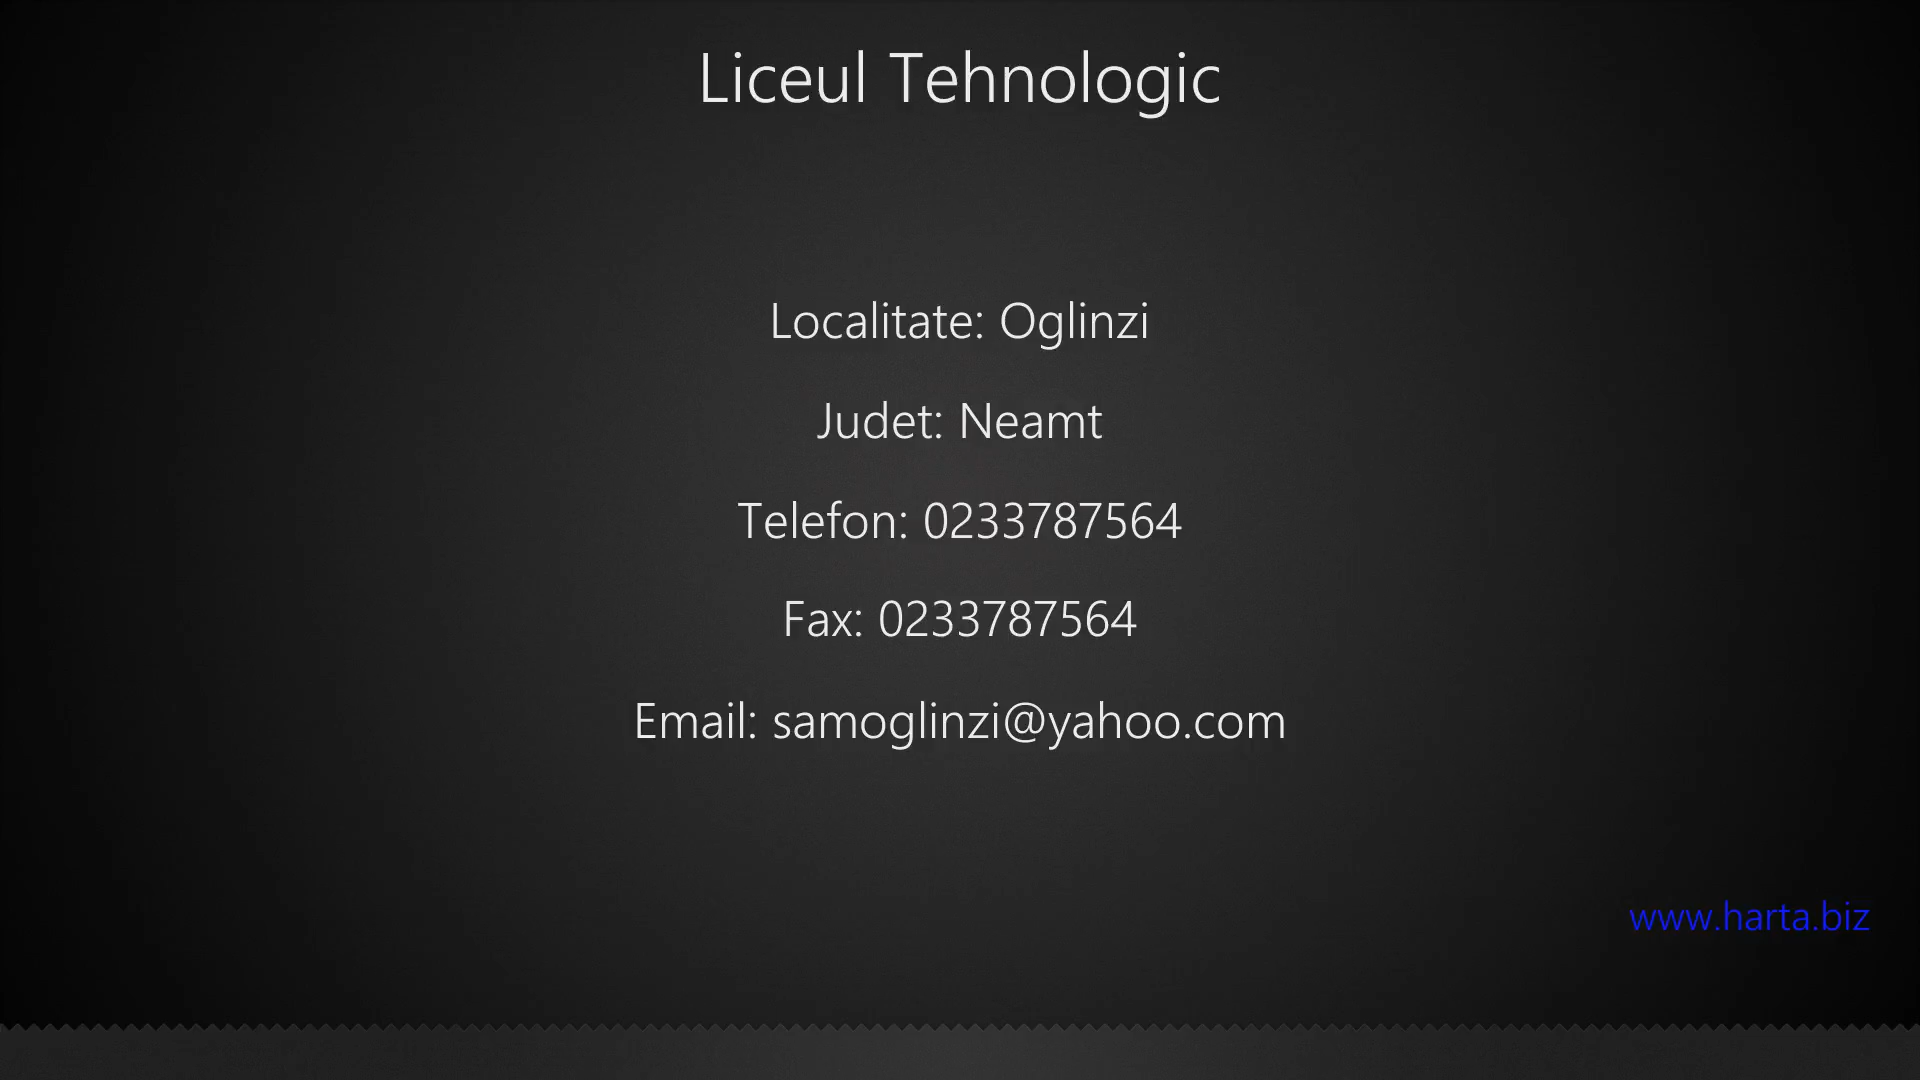 Liceul Tehnologic
Localitate: Oglinzi
Judet: Neamt
Telefon: 0233787564
Fax: 0233787564
Email: samoglinzi@yahoo.com
www.harta.biz